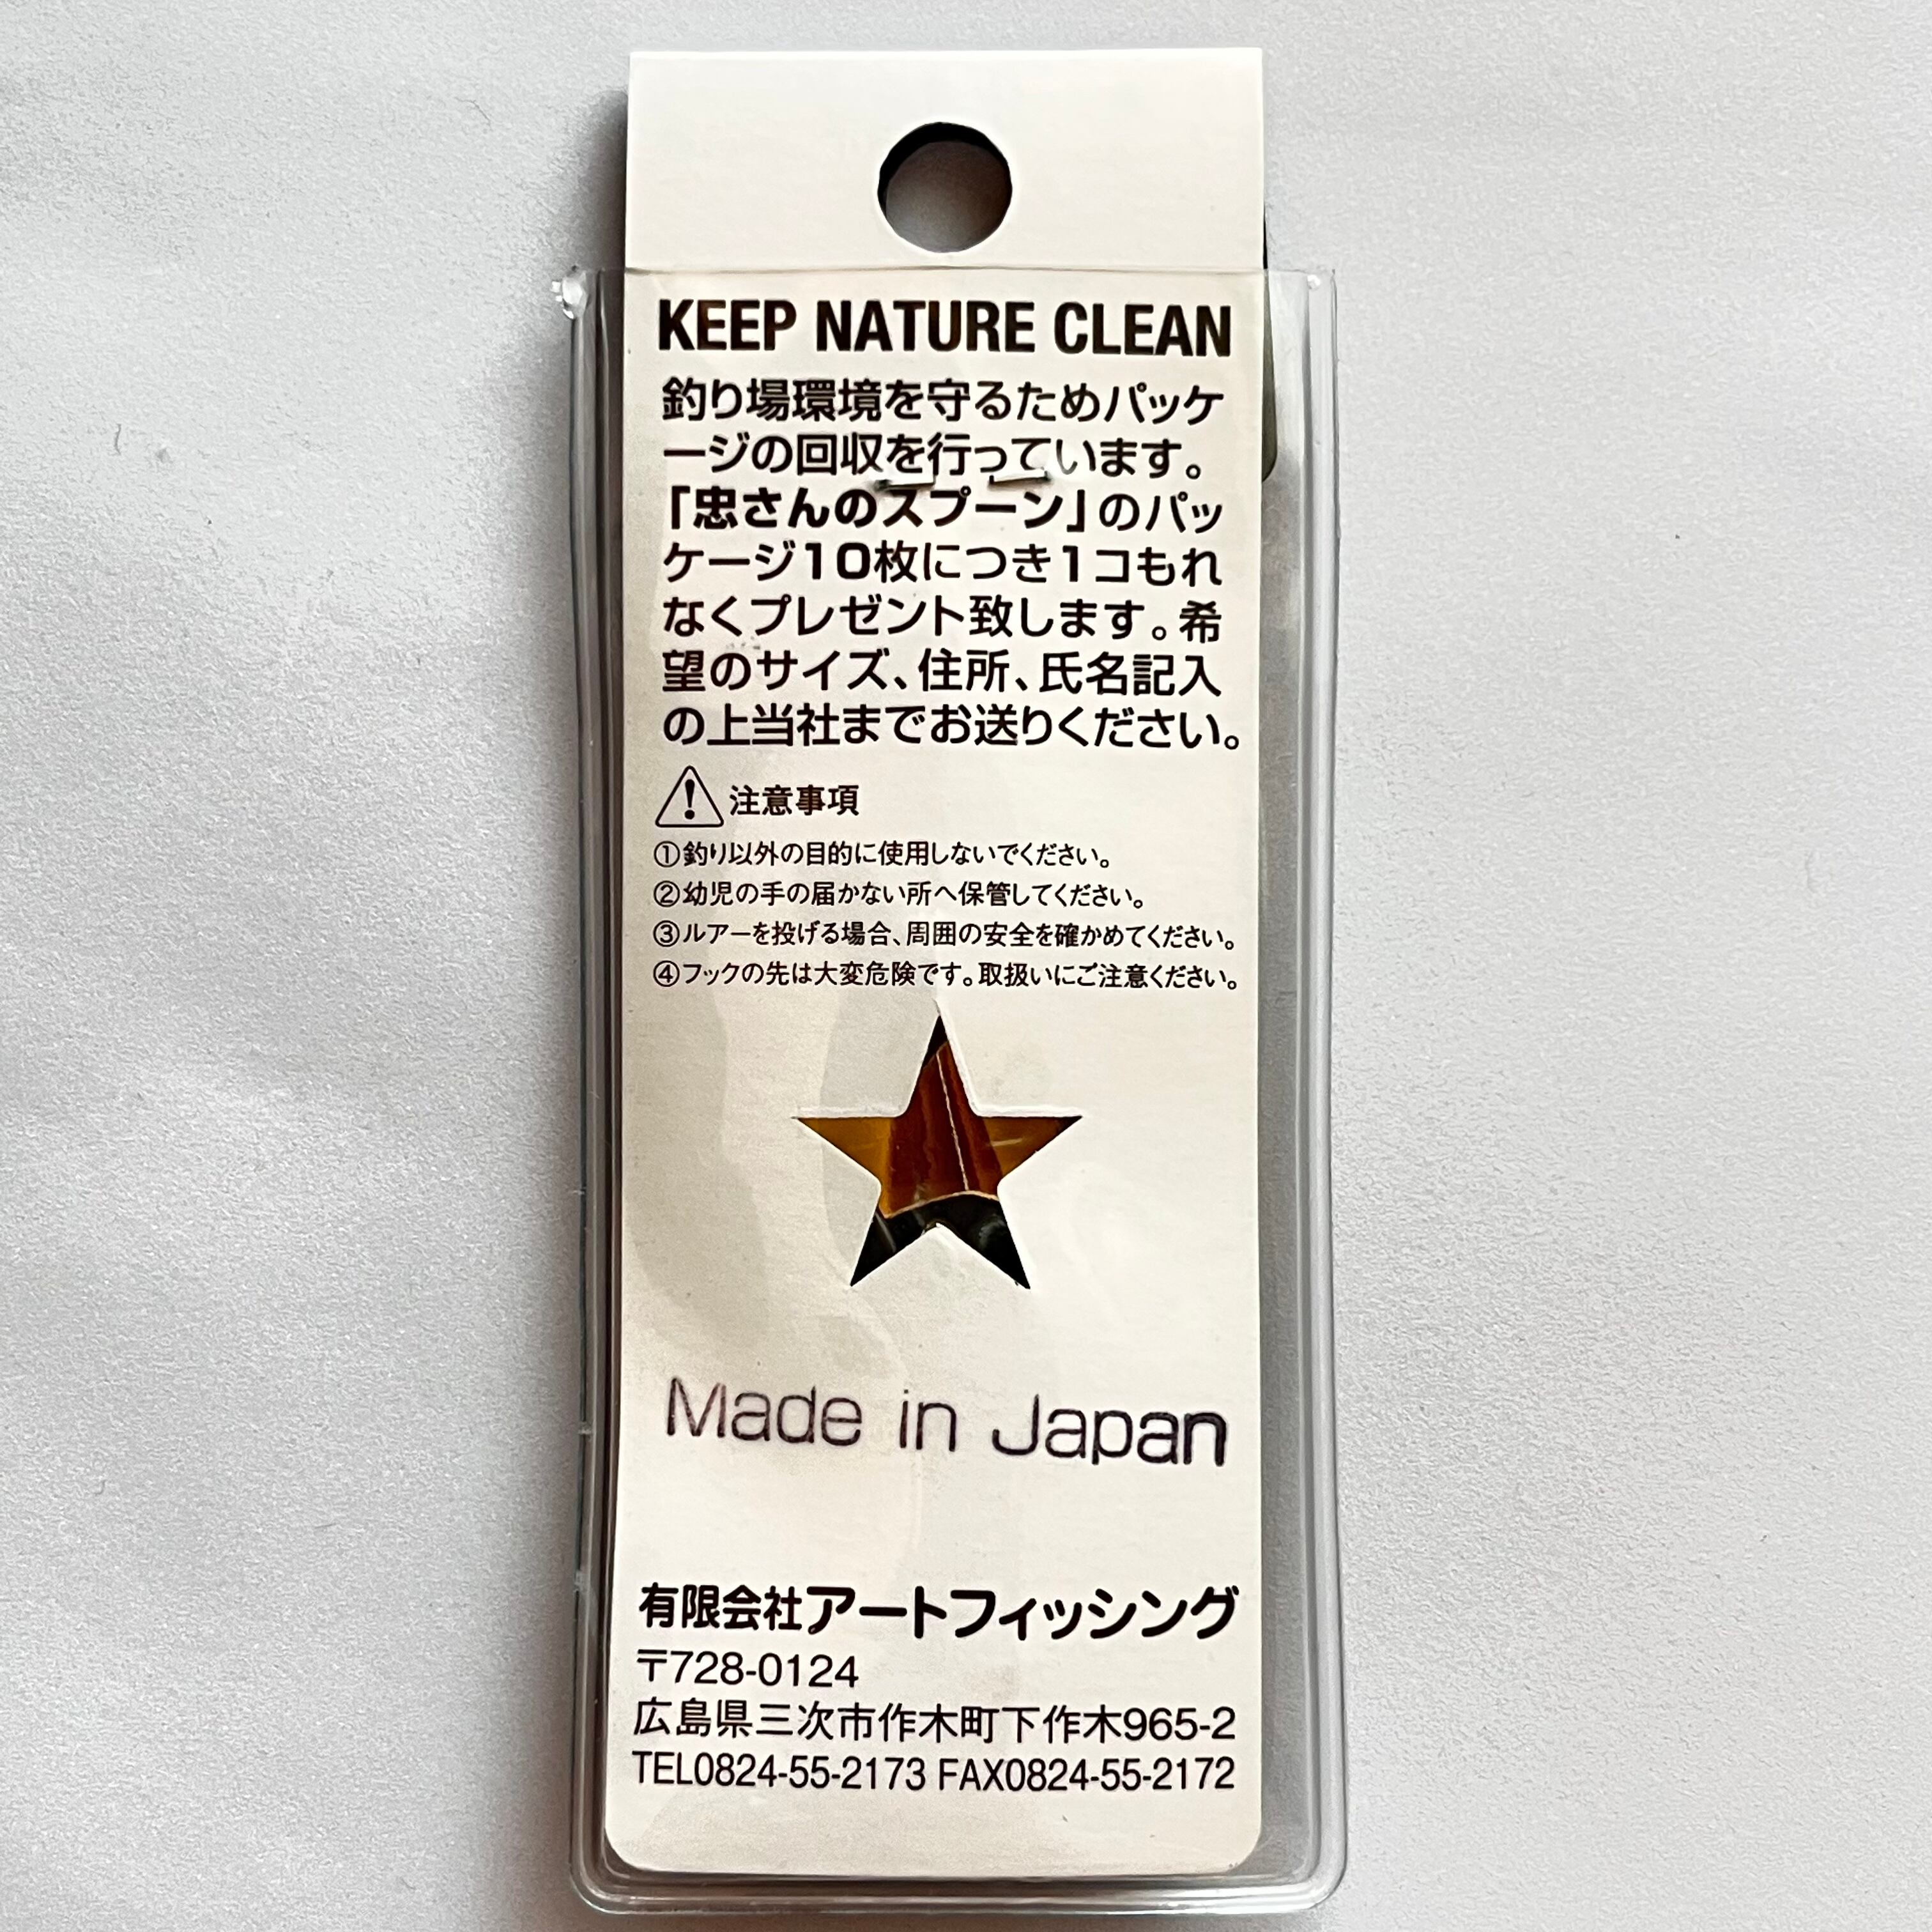 KEEP NATURE CLEAN
釣り場環境を守るためパッケ
ージの回収を行っています。
「忠さんのスプーン」のパッ
ケージ10枚につき1コもれ
なくプレゼント致します。希
望のサイズ、住所、氏名記入
の上当社までお送りください。
注意事項
①釣り以外の目的に使用しないでください。
②幼児の手の届かない所へ保管してください。
③ルアーを投げる場合、周囲の安全を確かめてください。
④フックの先は大変危険です。取扱いにご注意ください。
Made in Japan
有限会社アートフィッシング
〒728-0124
広島県三次市作木町下作木965-2
TEL0824-55-2173 FAX0824-55-2172